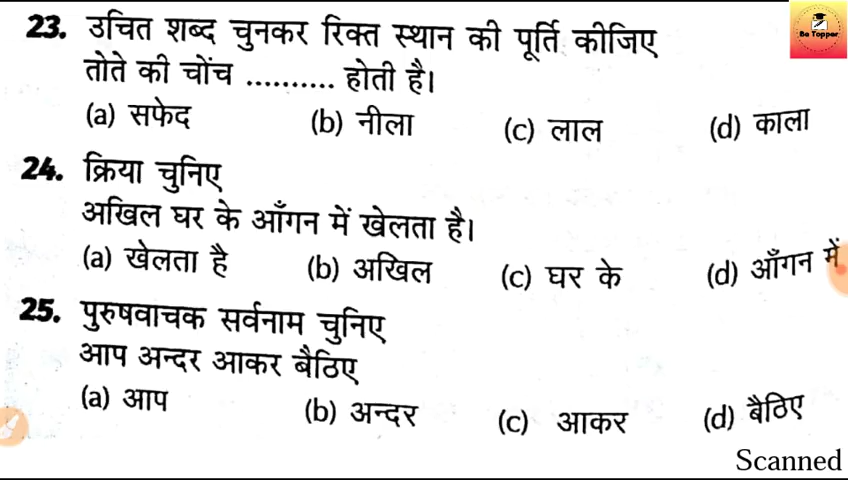 Be Topper
23. उचित शब्द चुनकर रिक्त स्थान की पूर्ति कीजिए
तोते की चोंच .......... होती है।
(a) सफेद (b) नीला (c) लाल (d) काला
24. क्रिया चुनिए
अखिल घर के आँगन में खेलता है।
(a) खेलता है (b) अखिल (c) घर के (d) आँगन में
25. पुरुषवाचक सर्वनाम चुनिए
आप अन्दर आकर बैठिए
(a) आप (b) अन्दर (c) आकर (d) बैठिए
Scanned